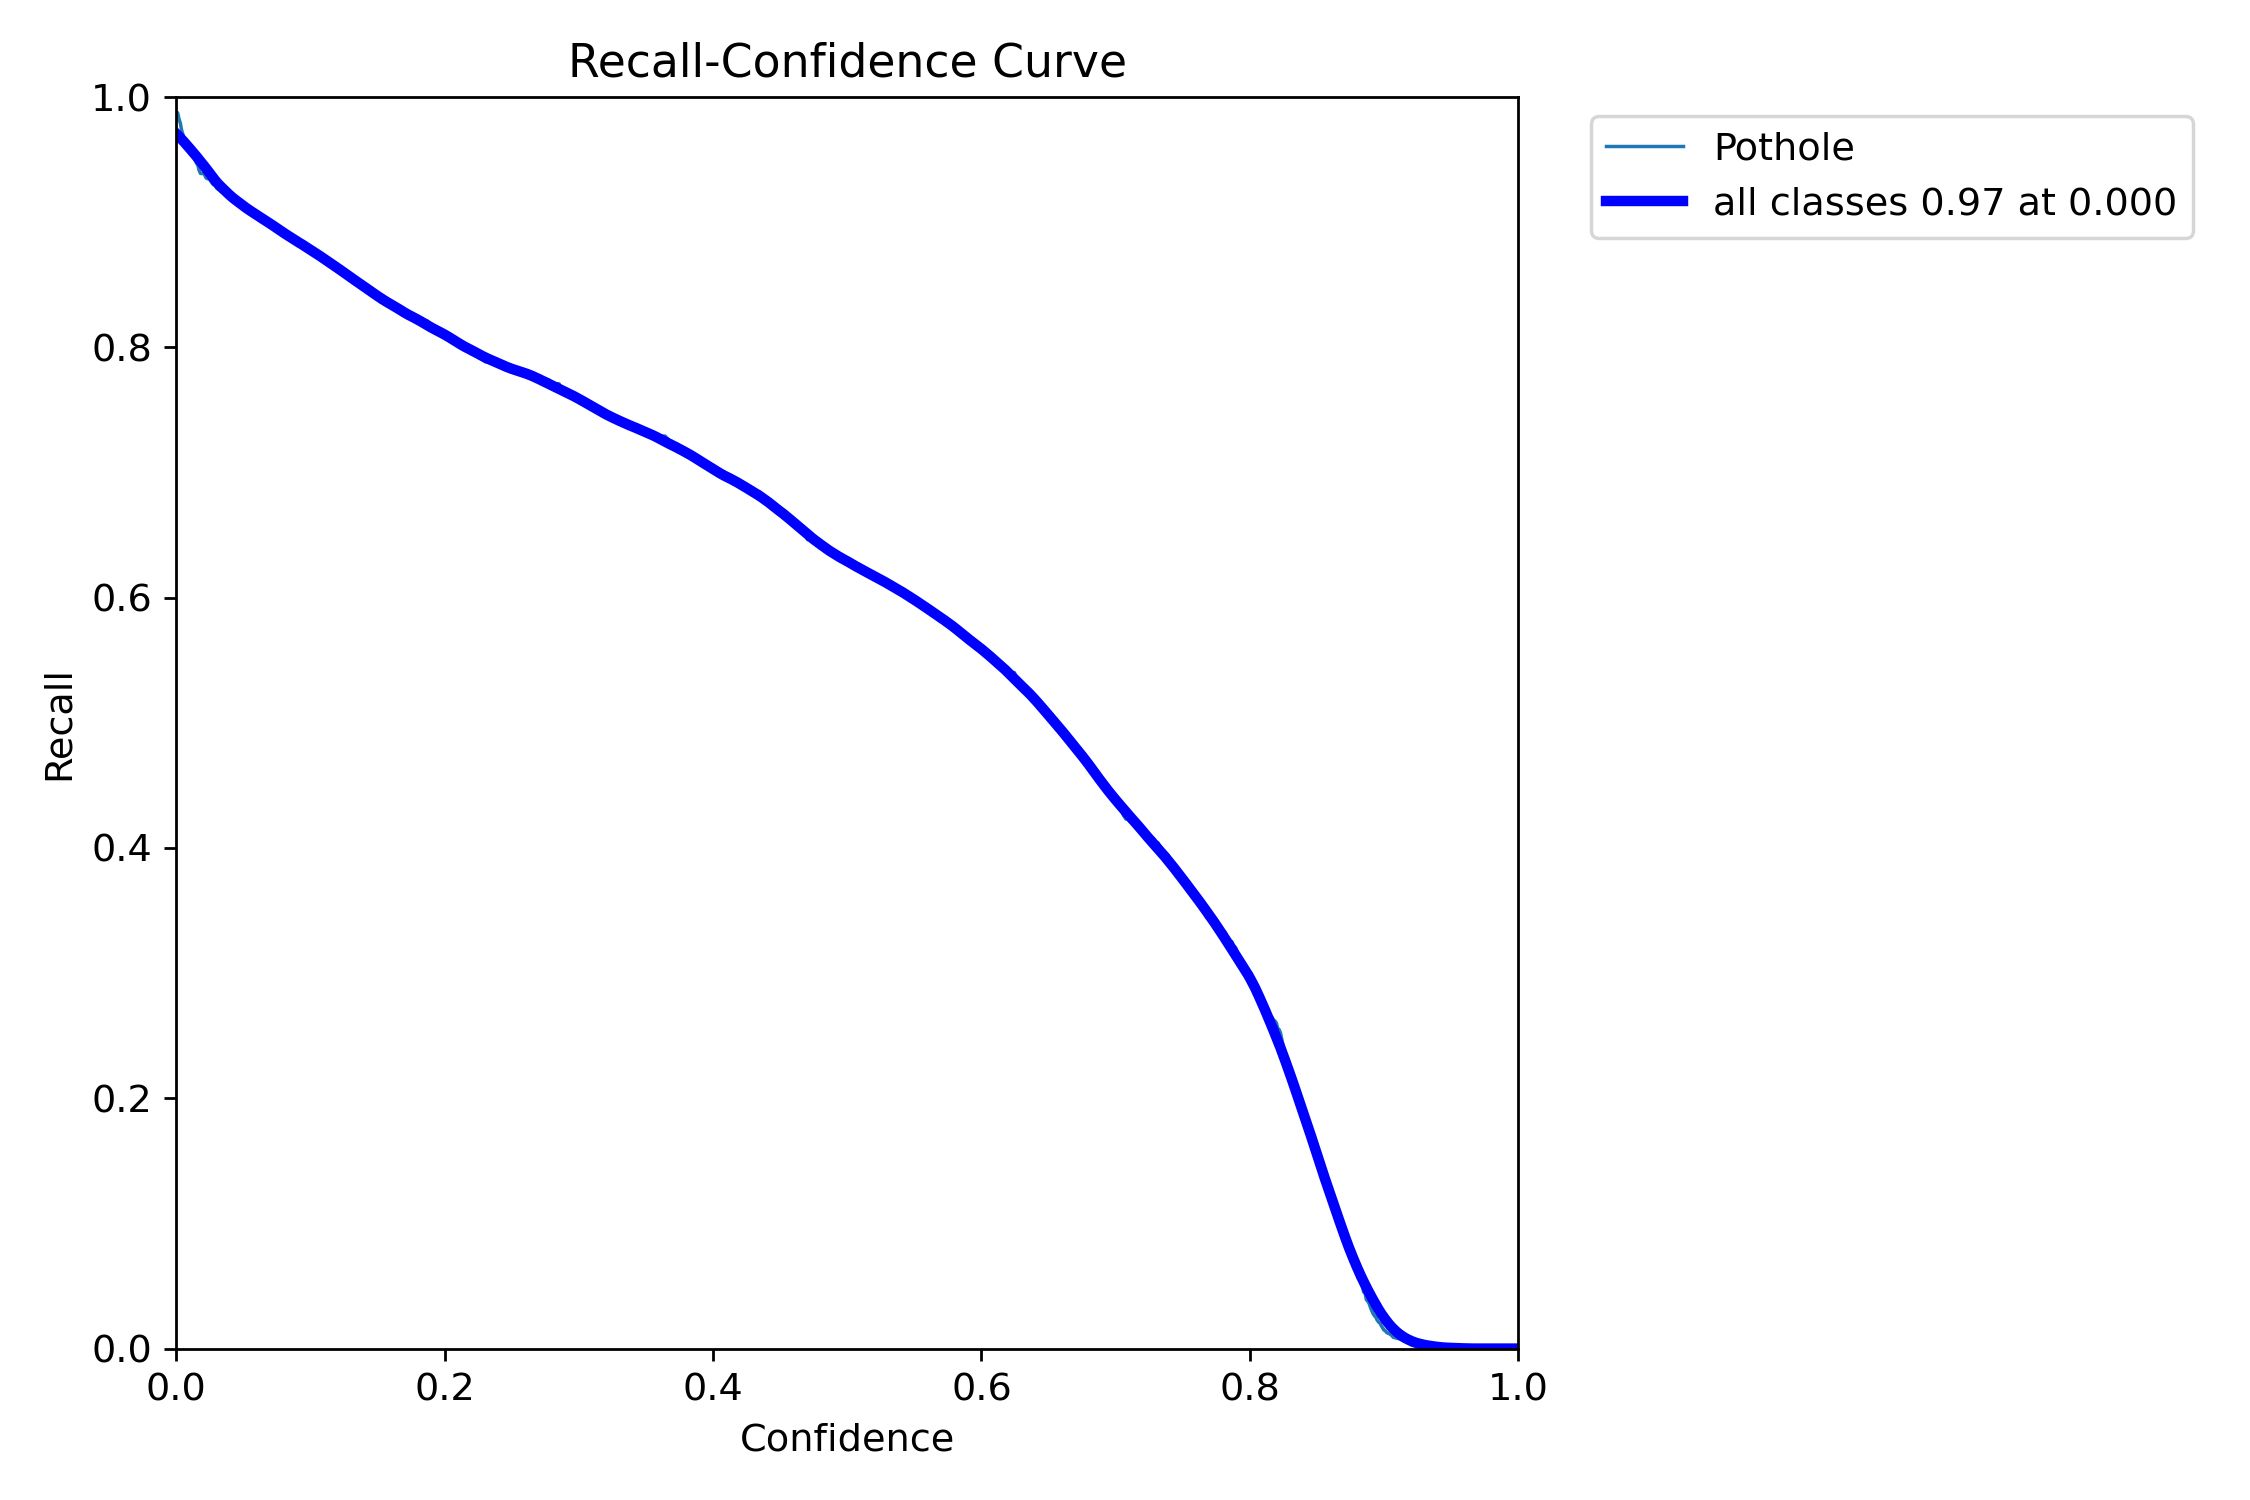 Recall-Confidence Curve
1.0
0.8
0.6
0.4
0.2
0.0
Recall
0.0 0.2 0.4 0.6 0.8 1.0
Confidence
Pothole
all classes 0.97 at 0.000